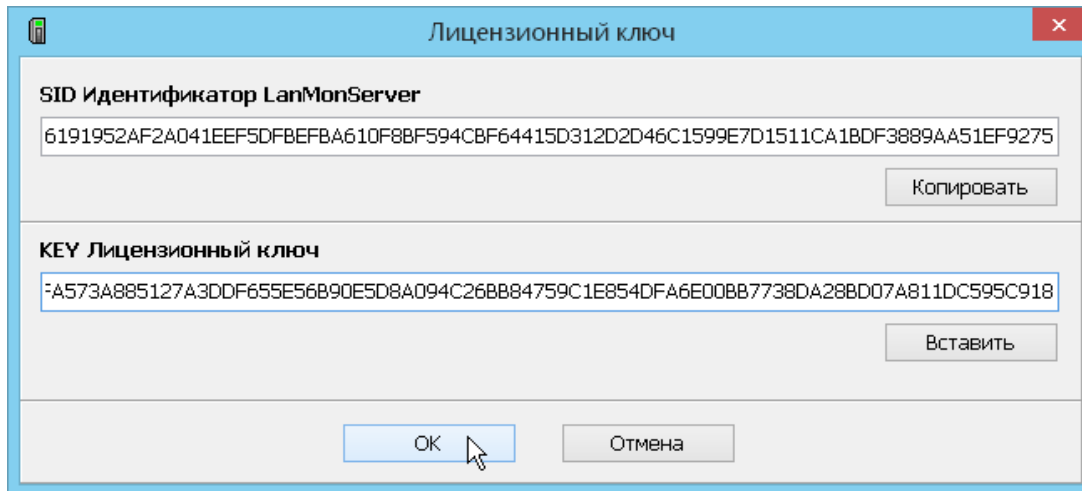 Лицензионный ключ
SID Идентификатор LanMonServer
6191952AF2A041EEF5DFBEFBA610F8BF594CBF64415D312D2D46C1599E7D1511CA1BDF3889AA51EF9275
Копировать
KEY Лицензионный ключ
FA573A885127A3DDF655E56B90E5D8A094C26BB84759C1E854DFA6E00BB7738DA28BD07A811DC595C918
Вставить
OK Отмена